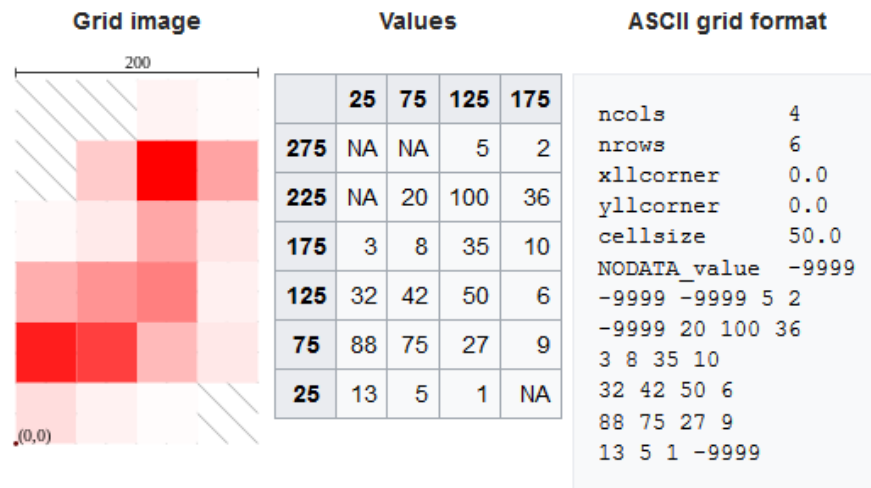 Grid image Values ASCII grid format
200
25 75 125 175
275 NA NA 5 2
225 NA 20 100 36
175 3 8 35 10
125 32 42 50 6
75 88 75 27 9
25 13 5 1 NA
(0,0)
ncols 4
nrows 6
xllcorner 0.0
yllcorner 0.0
cellsize 50.0
NODATA_value -9999
-9999 -9999 5 2
-9999 20 100 36
3 8 35 10
32 42 50 6
88 75 27 9
13 5 1 -9999